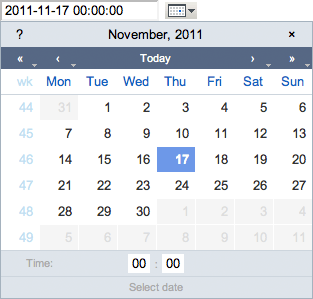 2011-11-17 00:00:00
? November, 2011 ×
« ‹ Today › »
wk Mon Tue Wed Thu Fri Sat Sun
44 31 1 2 3 4 5 6
45 7 8 9 10 11 12 13
46 14 15 16 17 18 19 20
47 21 22 23 24 25 26 27
48 28 29 30 1 2 3 4
49 5 6 7 8 9 10 11
Time: 00 : 00
Select date